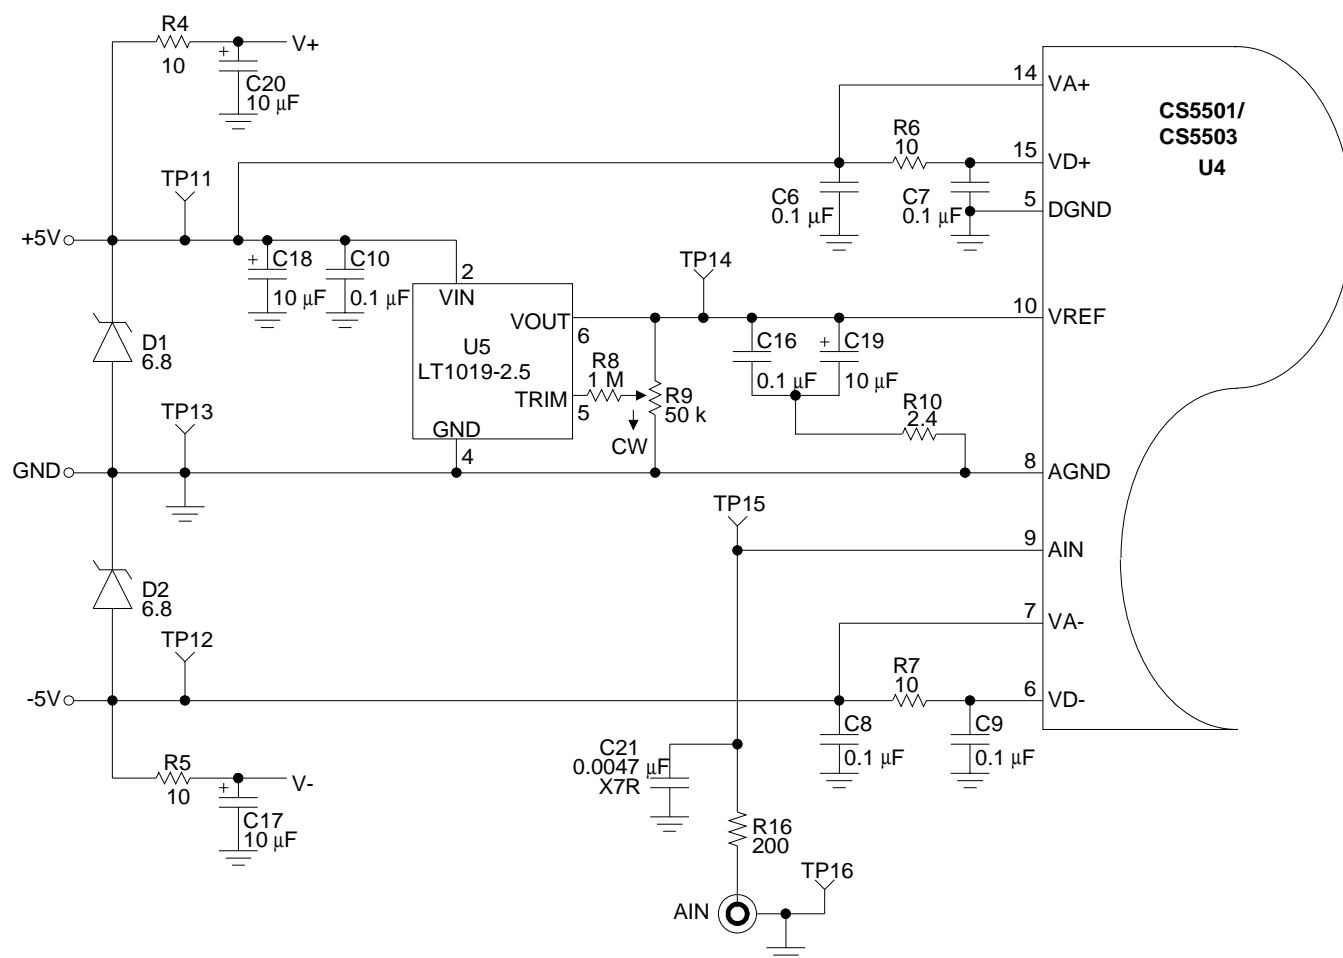 R4
10
V+
+
C20
10 µF
14
VA+
CS5501/
CS5503
U4
R6
10
15
VD+
TP11
C6
0.1 µF
C7
0.1 µF
5
DGND
+5V
+
C18
10 µF
C10
0.1 µF
2
VIN
TP14
VOUT
6
10
VREF
D1
6.8
U5
LT1019-2.5
R8
1 M
TRIM
5
R9
50 k
CW
C16
0.1 µF
+
C19
10 µF
R10
2.4
TP13
GND
4
GND
8
AGND
TP15
9
AIN
D2
6.8
7
VA-
TP12
R7
10
-5V
6
VD-
C8
0.1 µF
C9
0.1 µF
C21
0.0047 µF
X7R
R5
10
V-
+
C17
10 µF
R16
200
TP16
AIN